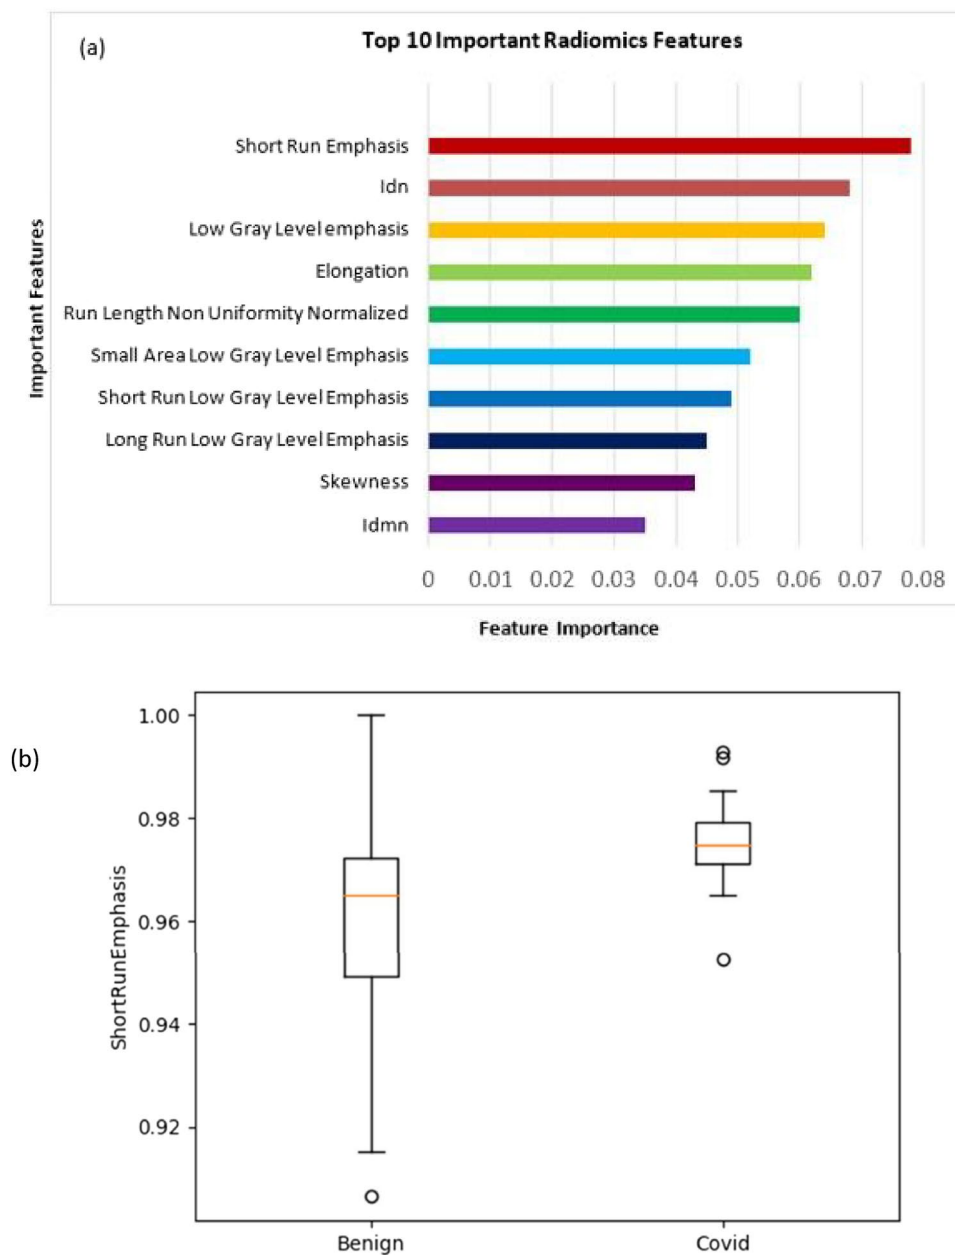 (a)
Top 10 Important Radiomics Features
Important Features
Short Run Emphasis
Idn
Low Gray Level emphasis
Elongation
Run Length Non Uniformity Normalized
Small Area Low Gray Level Emphasis
Short Run Low Gray Level Emphasis
Long Run Low Gray Level Emphasis
Skewness
Idmn
0 0.01 0.02 0.03 0.04 0.05 0.06 0.07 0.08
Feature Importance
(b)
ShortRunEmphasis
1.00
0.98
0.96
0.94
0.92
Benign Covid